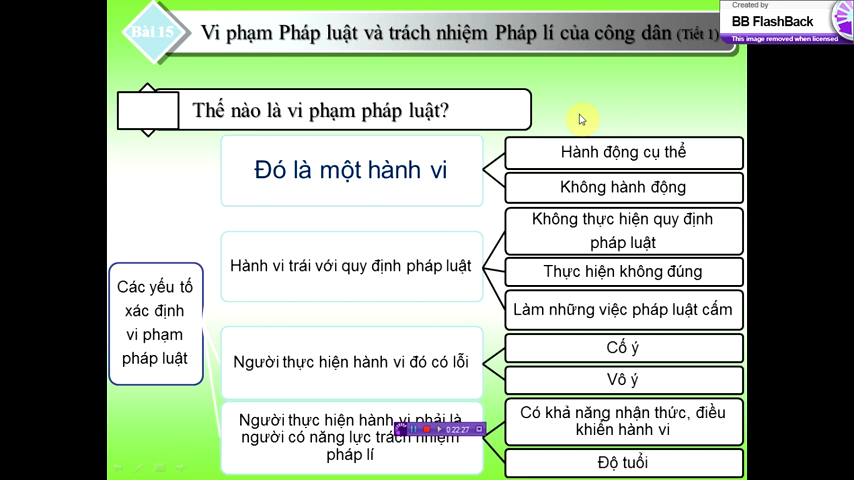 Created by
BB FlashBack
This image removed when licensed
Bài 15
Vi phạm Pháp luật và trách nhiệm Pháp lí của công dân (Tiết 1)
Thế nào là vi phạm pháp luật?
Đó là một hành vi
Hành động cụ thể
Không hành động
Hành vi trái với quy định pháp luật
Không thực hiện quy định
pháp luật
Thực hiện không đúng
Làm những việc pháp luật cấm
Các yếu tố
xác định
vi phạm
pháp luật
Người thực hiện hành vi đó có lỗi
Cố ý
Vô ý
Người thực hiện hành vi phải là
người có năng lực trách nhiệm
pháp lí
0:22:27
Có khả năng nhận thức, điều
khiển hành vi
Độ tuổi